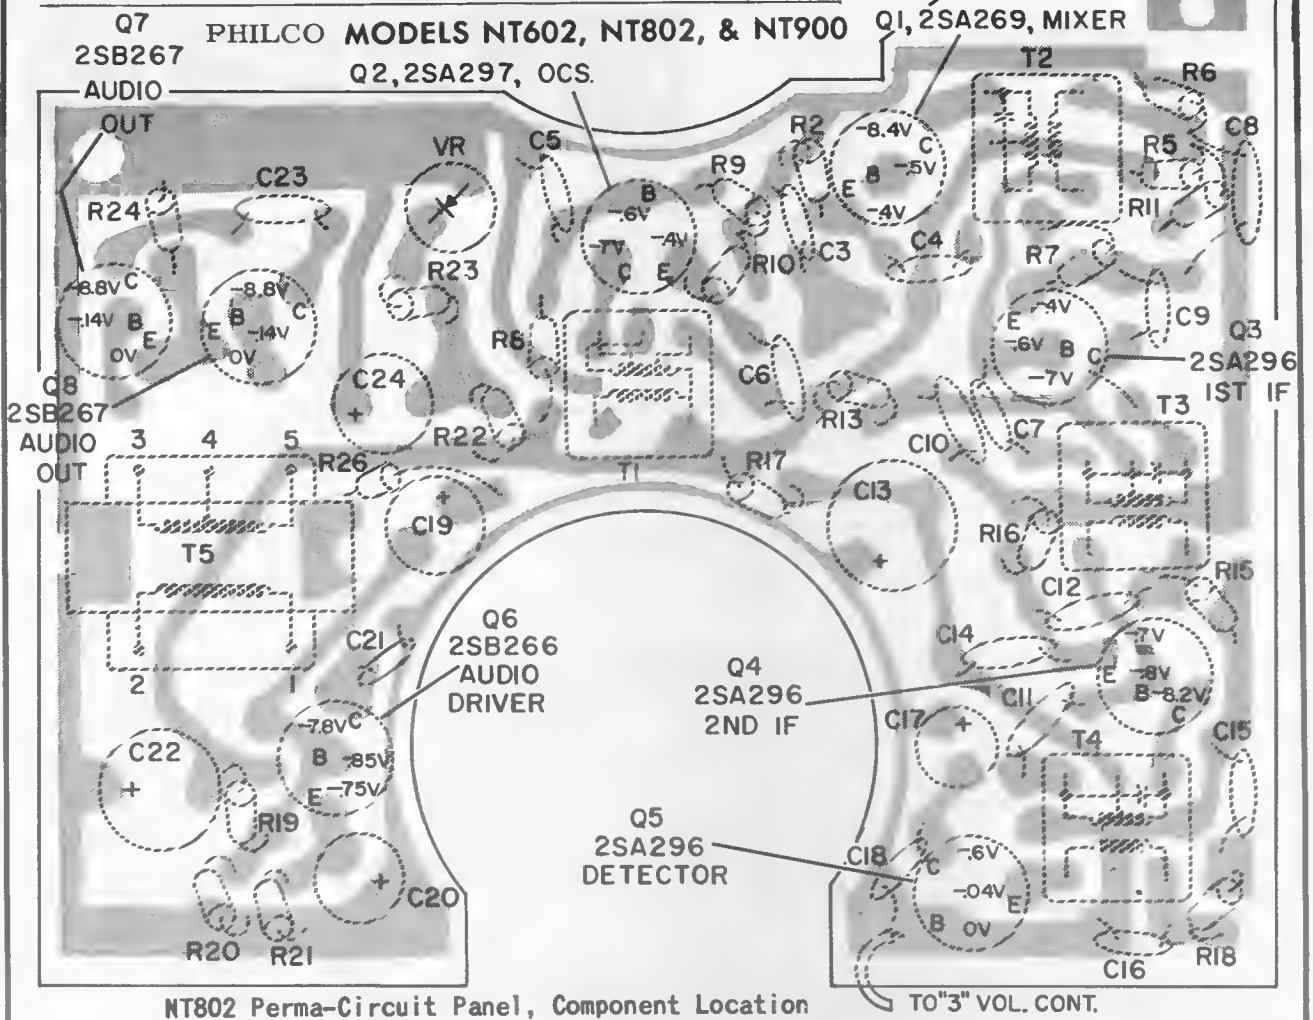 Q7
2SB267
AUDIO
OUT
PHILCO MODELS NT602, NT802, & NT900
Q1, 2SA269, MIXER
Q2, 2SA297, OCS.
T2
R6
C8
R5
R11
VR
C5
R9
R2
-8.4V
C
-.5V
B
E
-.4V
C23
R24
B
-.6V
-.4V
-.7V
C
E
R10
C3
C4
R7
R23
-8.8V C
-.14V
B
E
0V
-8.8V
C
B
E
-.14V
0V
R8
-.4V
E
-.6V
B
C
-.7V
C9
Q3
2SA296
1ST IF
Q8
2SB267
AUDIO
OUT
C24
+
C6
R13
C10
C7
T3
R22
3
4
5
R26
T1
R17
+
C19
C13
+
R16
T5
C12
R15
Q6
2SB266
AUDIO
DRIVER
C21
C14
-.7V
E
-.8V
B
-8.2V
C
Q4
2SA296
2ND IF
2
1
C11
C17
+
C22
+
-7.8V
C
B
-.85V
E
-.75V
T4
C15
R19
Q5
2SA296
DETECTOR
C18
-.6V
C
-.04V
E
B
0V
+
C20
R20
R21
C16
R18
NT802 Perma-Circuit Panel, Component Location
TO "3" VOL. CONT.